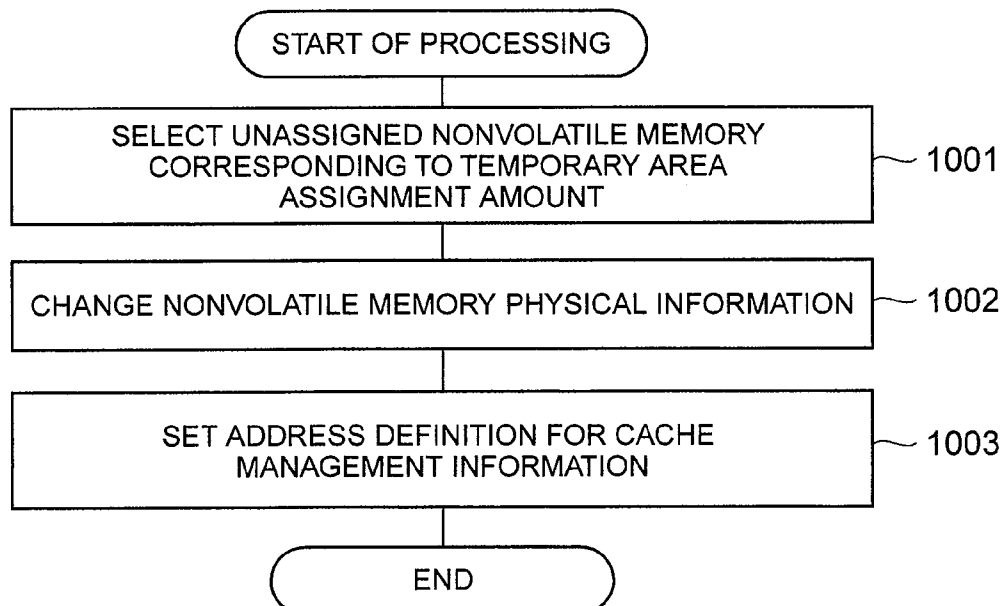 START OF PROCESSING
SELECT UNASSIGNED NONVOLATILE MEMORY
CORRESPONDING TO TEMPORARY AREA
ASSIGNMENT AMOUNT
1001
CHANGE NONVOLATILE MEMORY PHYSICAL INFORMATION
1002
SET ADDRESS DEFINITION FOR CACHE
MANAGEMENT INFORMATION
1003
END